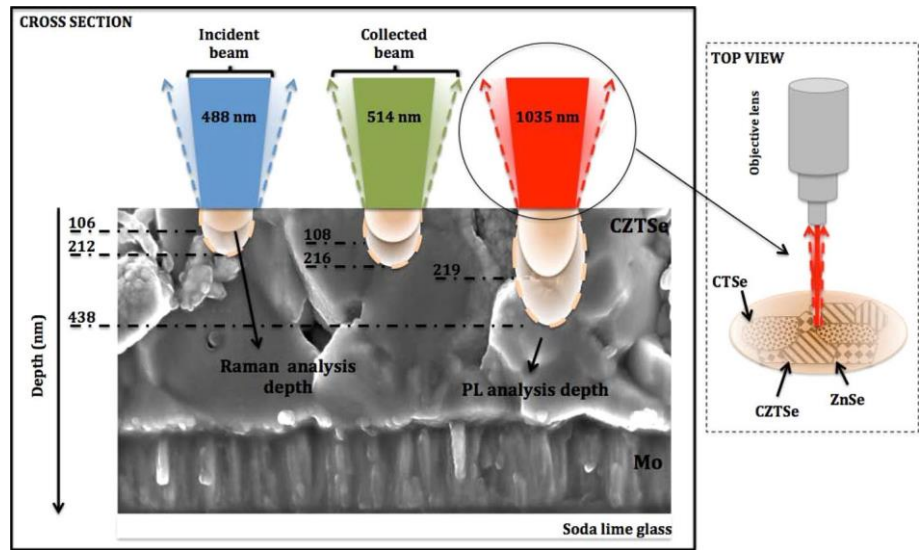 CROSS SECTION
Incident
beam
Collected
beam
488 nm
514 nm
1035 nm
CZTSe
106
212
108
216
219
438
Depth (nm)
Raman analysis
depth
PL analysis depth
Mo
Soda lime glass
TOP VIEW
Objective lens
CTSe
CZTSe
ZnSe